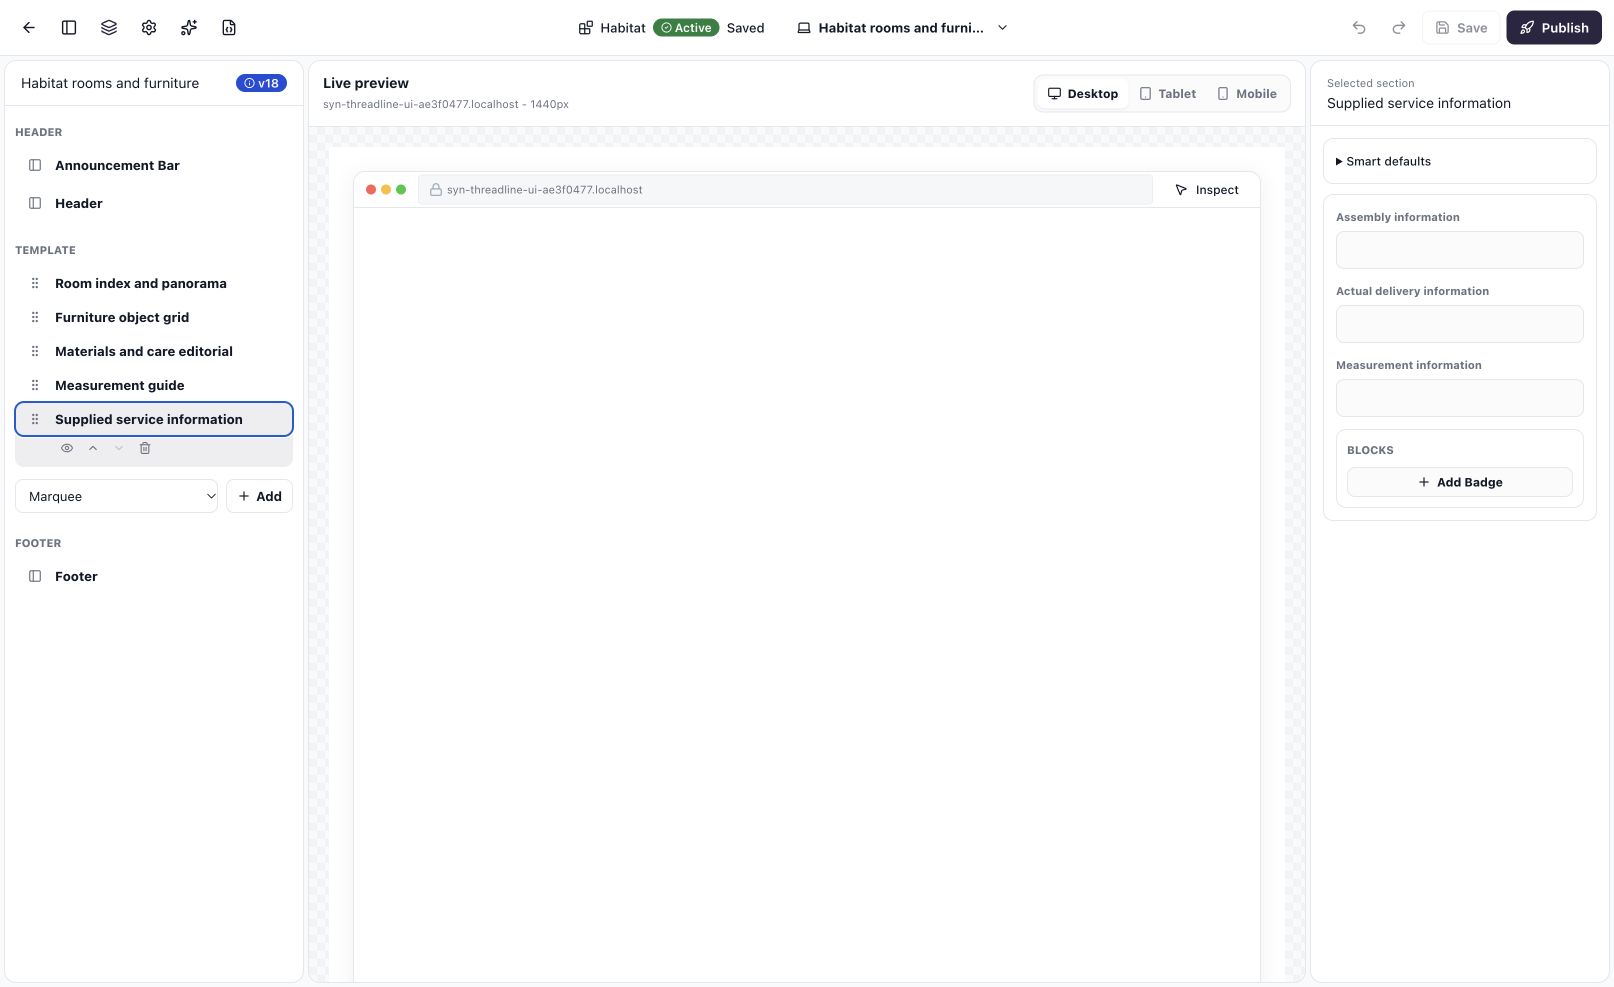 Habitat
Active
Saved
Habitat rooms and furni...
Save
Publish
Habitat rooms and furniture
v18
HEADER
Announcement Bar
Header
TEMPLATE
Room index and panorama
Furniture object grid
Materials and care editorial
Measurement guide
Supplied service information
Marquee
Add
FOOTER
Footer
Live preview
syn-threadline-ui-ae3f0477.localhost - 1440px
Desktop
Tablet
Mobile
syn-threadline-ui-ae3f0477.localhost
Inspect
Selected section
Supplied service information
Smart defaults
Assembly information
Actual delivery information
Measurement information
BLOCKS
Add Badge